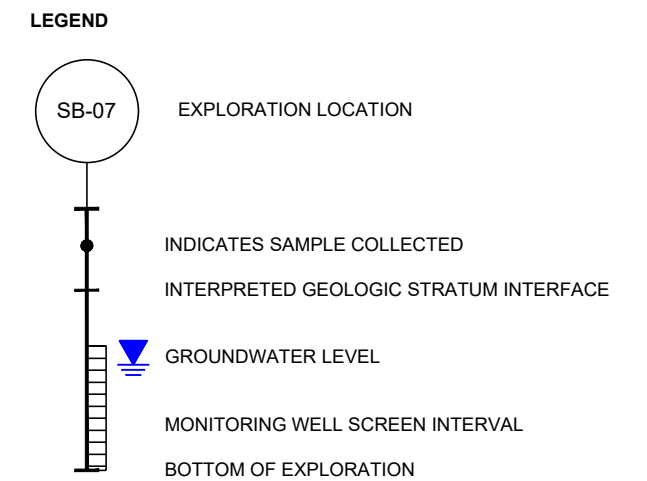 LEGEND
SB-07
EXPLORATION LOCATION
INDICATES SAMPLE COLLECTED
INTERPRETED GEOLOGIC STRATUM INTERFACE
GROUNDWATER LEVEL
MONITORING WELL SCREEN INTERVAL
BOTTOM OF EXPLORATION